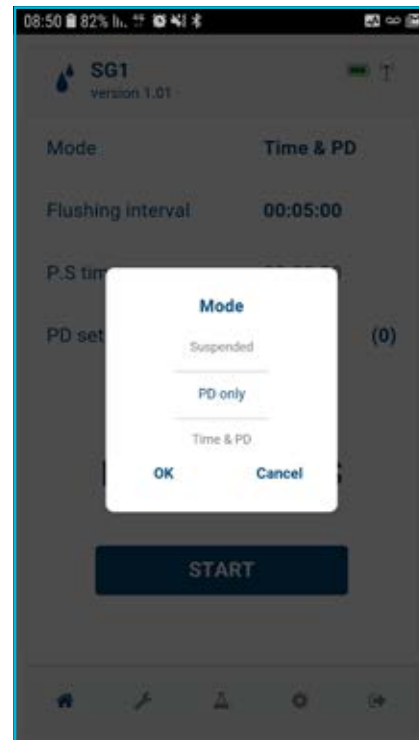 08:50 82%
SG1
version 1.01
Mode Time & PD
Flushing interval 00:05:00
P.S tim
PD set (0)
Mode
Suspended
PD only
Time & PD
OK Cancel
START